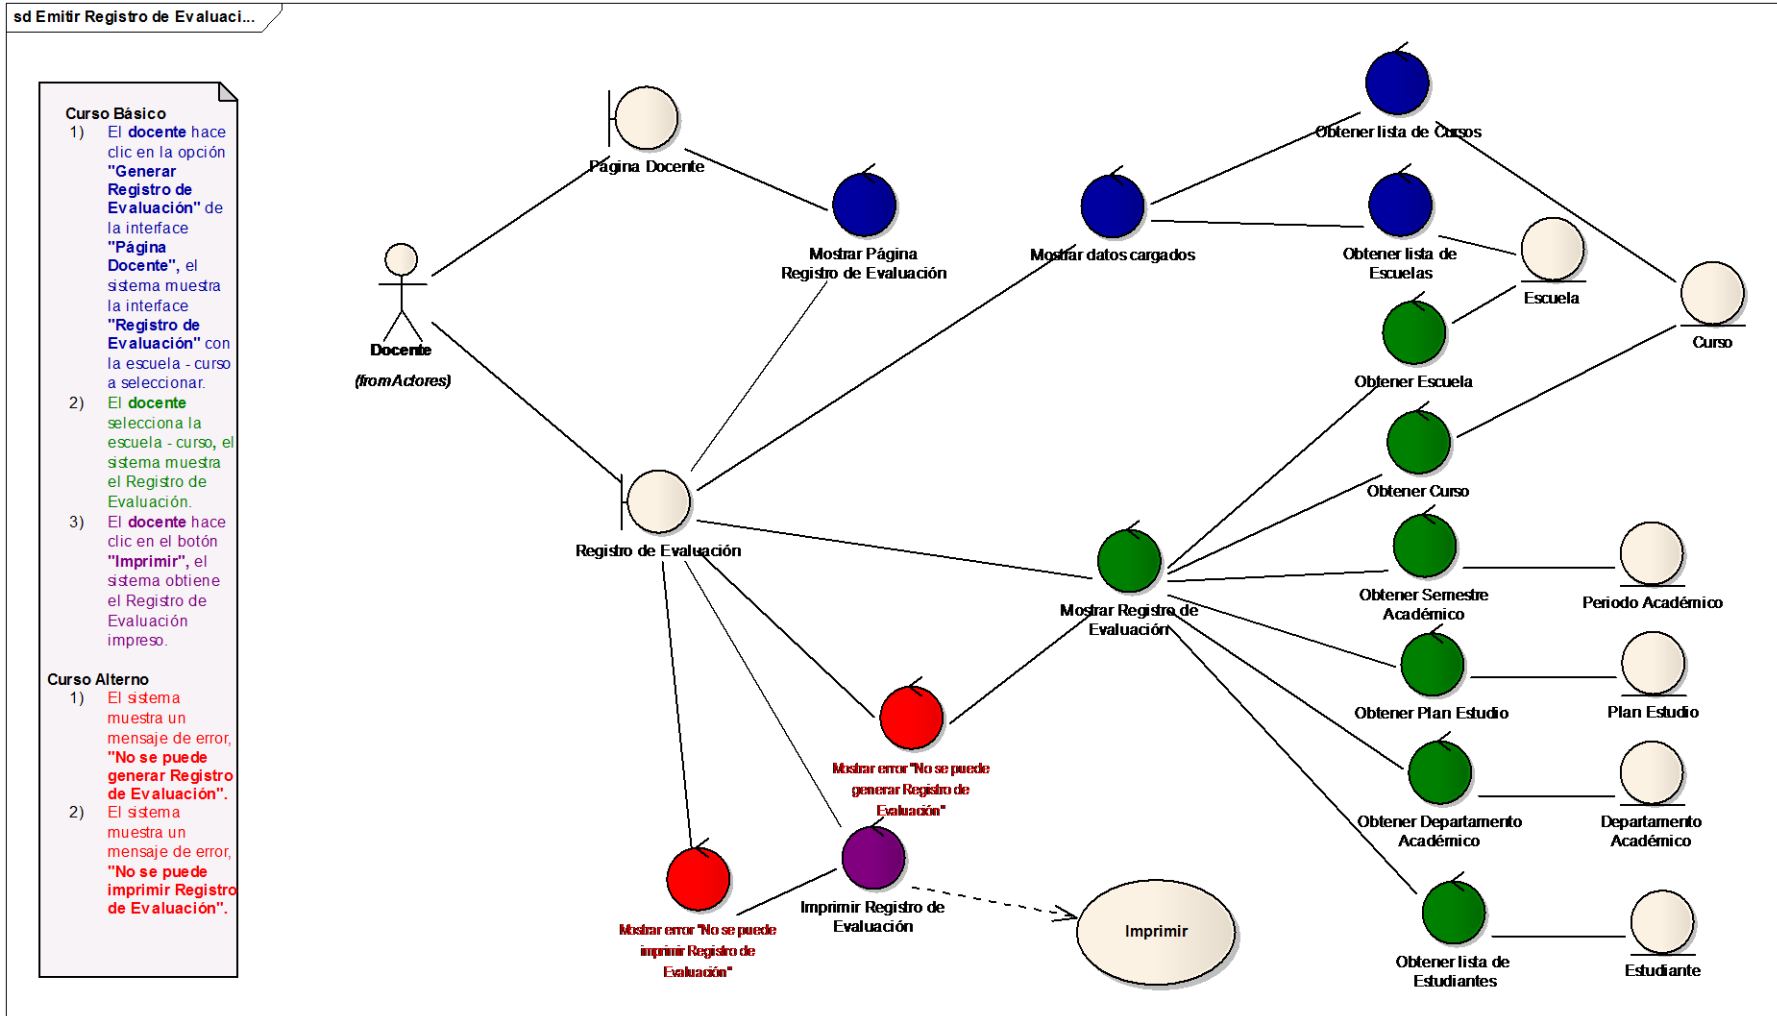 sd Emitir Registro de Evaluaci...
Curso Básico
1) El docente hace
clic en la opción
"Generar
Registro de
Evaluación" de
la interface
"Página
Docente", el
sistema muestra
la interface
"Registro de
Evaluación" con
la escuela - curso
a seleccionar.
2) El docente
selecciona la
escuela - curso, el
sistema muestra
el Registro de
Evaluación.
3) El docente hace
clic en el botón
"Imprimir", el
sistema obtiene
el Registro de
Evaluación
impreso.
Curso Alterno
1) El sistema
muestra un
mensaje de error,
"No se puede
generar Registro
de Evaluación".
2) El sistema
muestra un
mensaje de error,
"No se puede
imprimir Registro
de Evaluación".
Docente
(from Actores)
Página Docente
Mostrar Página
Registro de Evaluación
Registro de Evaluación
Mostrar datos cargados
Obtener lista de Cursos
Obtener lista de
Escuelas
Escuela
Curso
Obtener Escuela
Obtener Curso
Mostrar Registro de
Evaluación
Obtener Semestre
Académico
Periodo Académico
Obtener Plan Estudio
Plan Estudio
Obtener Departamento
Académico
Departamento
Académico
Obtener lista de
Estudiantes
Estudiante
Mostrar error "No se puede
generar Registro de
Evaluación"
Mostrar error "No se puede
imprimir Registro de
Evaluación"
Imprimir Registro de
Evaluación
Imprimir